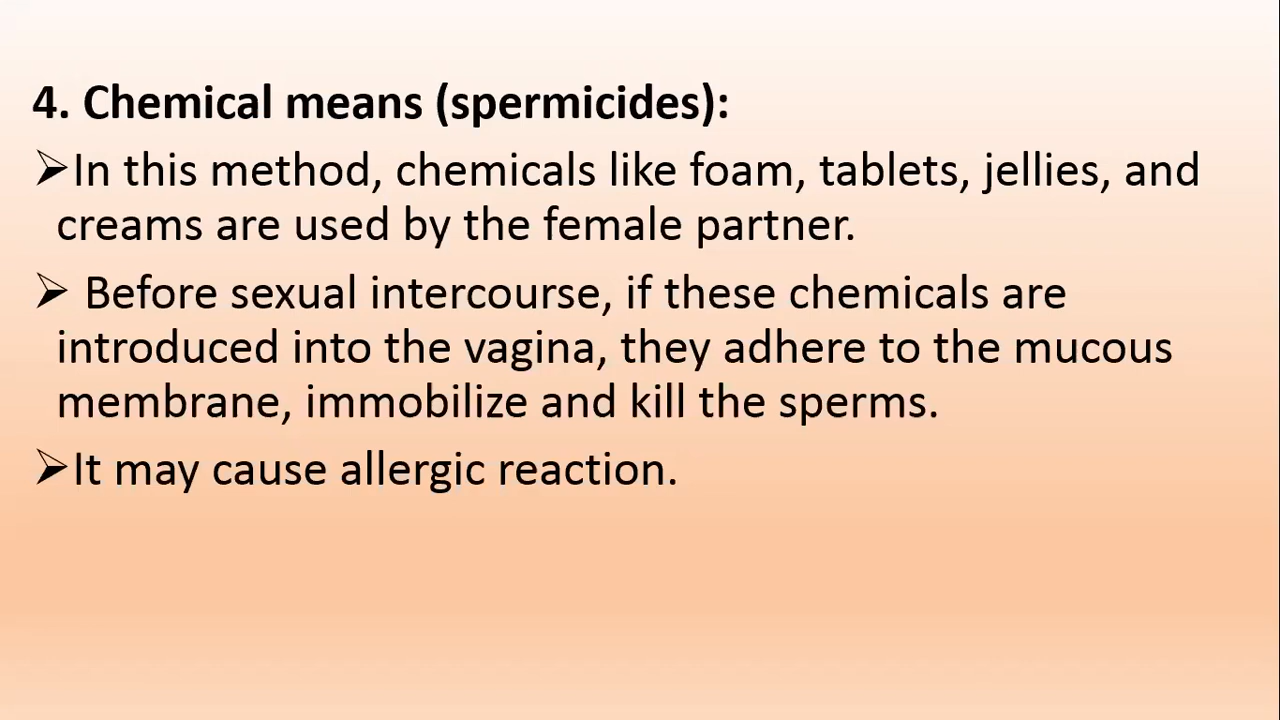 4. Chemical means (spermicides):
➢In this method, chemicals like foam, tablets, jellies, and
creams are used by the female partner.
➢ Before sexual intercourse, if these chemicals are
introduced into the vagina, they adhere to the mucous
membrane, immobilize and kill the sperms.
➢It may cause allergic reaction.